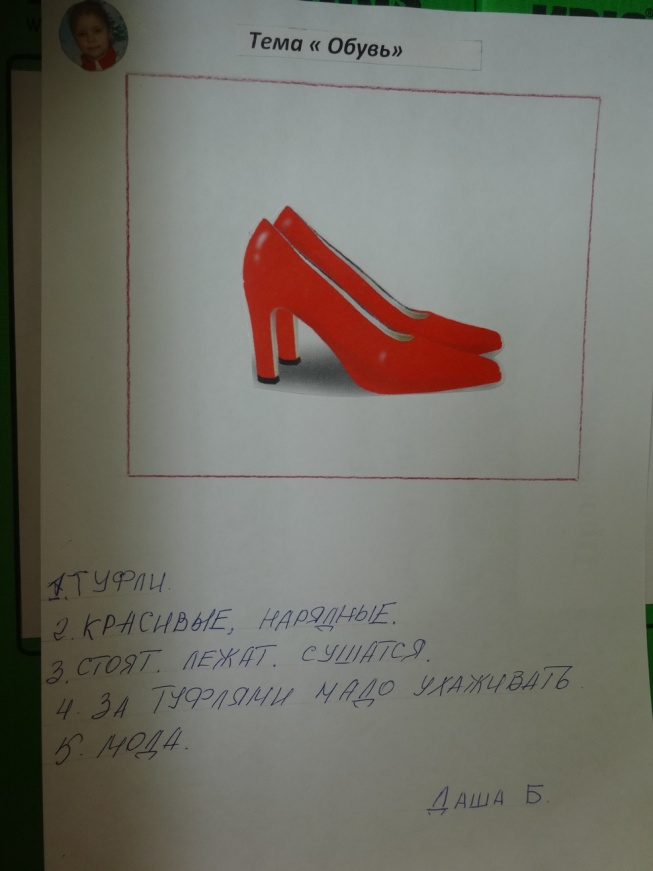 Тема « Обувь»
1. ТУФЛИ.
2. КРАСИВЫЕ, НАРЯДНЫЕ.
3. СТОЯТ. ЛЕЖАТ. СУШАТСЯ.
4. ЗА ТУФЛЯМИ НАДО УХАЖИВАТЬ.
5. МОДА.
ДАША Б.